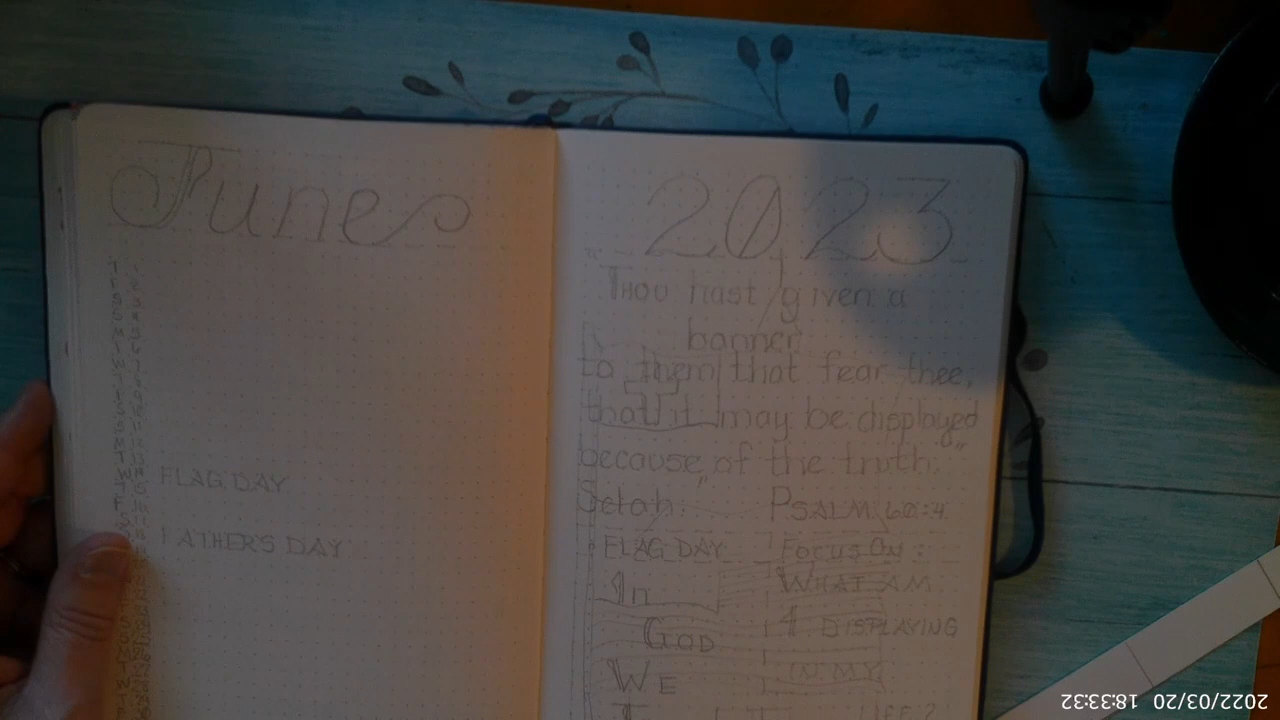 June
2023
FLAG DAY
FATHER'S DAY
Thou hast given a
banner
to them that fear thee,
that it may be displayed
because of the truth."
Selah.
PSALM 60:4
FLAG DAY
FOCUS ON:
In
WHAT AM
GOD
I DISPLAYING
WE
IN MY
LIFE?
2022/03/20 18:33:32